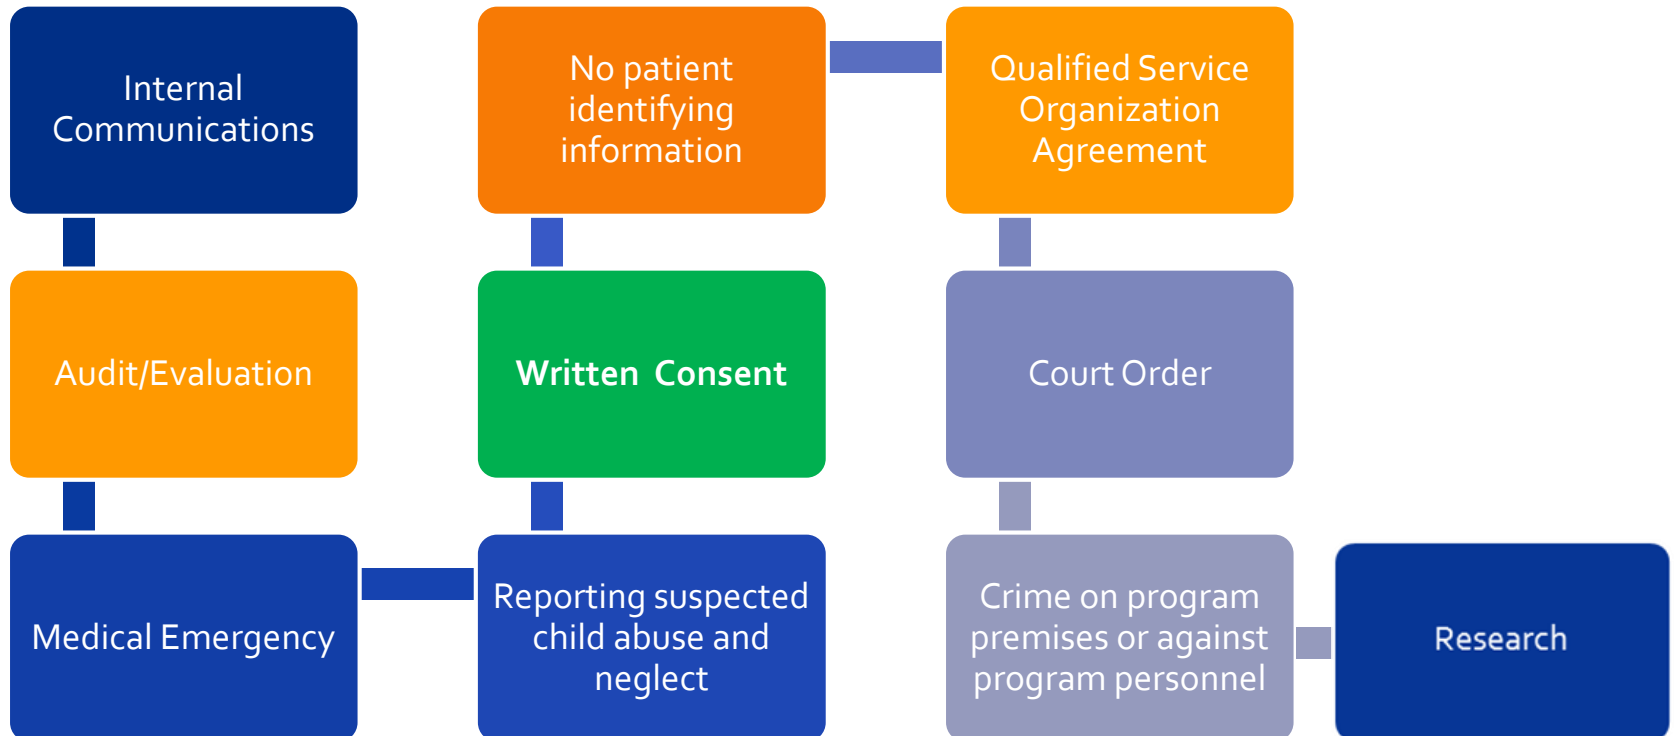 Internal
Communications
Audit/Evaluation
Medical Emergency
Reporting suspected
child abuse and
neglect
Written Consent
No patient
identifying
information
Qualified Service
Organization
Agreement
Court Order
Crime on program
premises or against
program personnel
Research